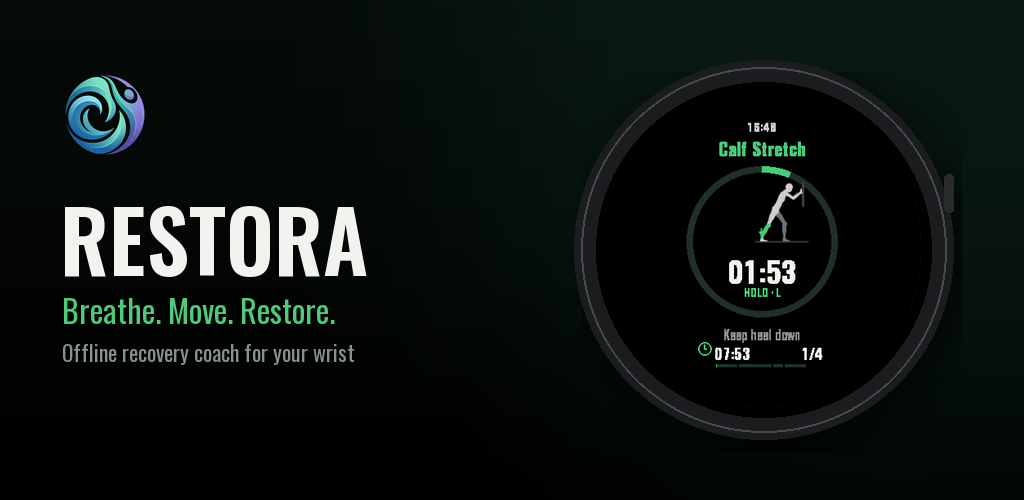 RESTORA
Breathe. Move. Restore.
Offline recovery coach for your wrist
15:48
Calf Stretch
01:53
HOLD · L
Keep heel down
07:53 1/4